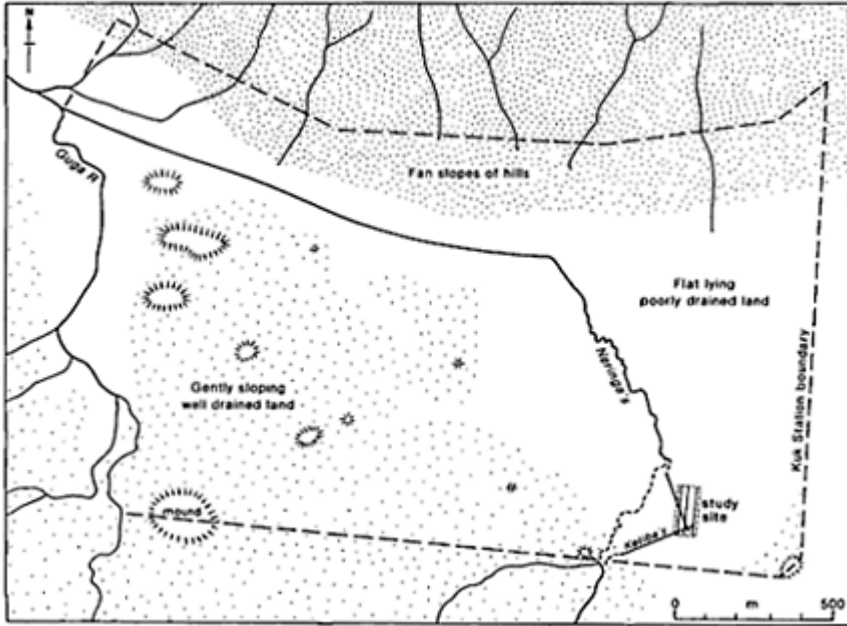 N
Guga R
Fan slopes of hills
Flat lying
poorly drained land
Neringa's
Kuk Station boundary
Gently sloping
well drained land
mound
study
site
0 m 500